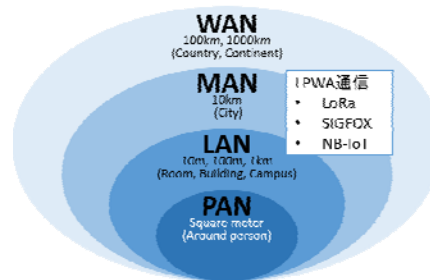 WAN
100km, 1000km
(Country, Continent)
MAN
10km
(City)
LPWA通信
• LoRa
• SIGFOX
• NB-IoT
LAN
10m, 100m, 1km
(Room, Building, Campus)
PAN
Square meter
(Around person)